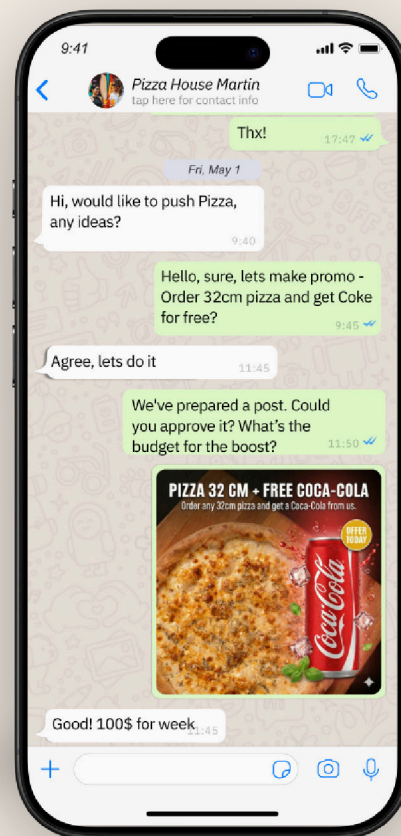 9:41
Pizza House Martin
tap here for contact info
Thx!
17:47
Fri, May 1
Hi, would like to push Pizza,
any ideas?
9:40
Hello, sure, lets make promo -
Order 32cm pizza and get Coke
for free?
9:45
Agree, lets do it
11:45
We've prepared a post. Could
you approve it? What's the
budget for the boost?
11:50
PIZZA 32 CM + FREE COCA-COLA
Order any 32cm pizza and get a Coca-Cola from us.
OFFER
TODAY
Coca-Cola
Good! 100$ for week
11:45